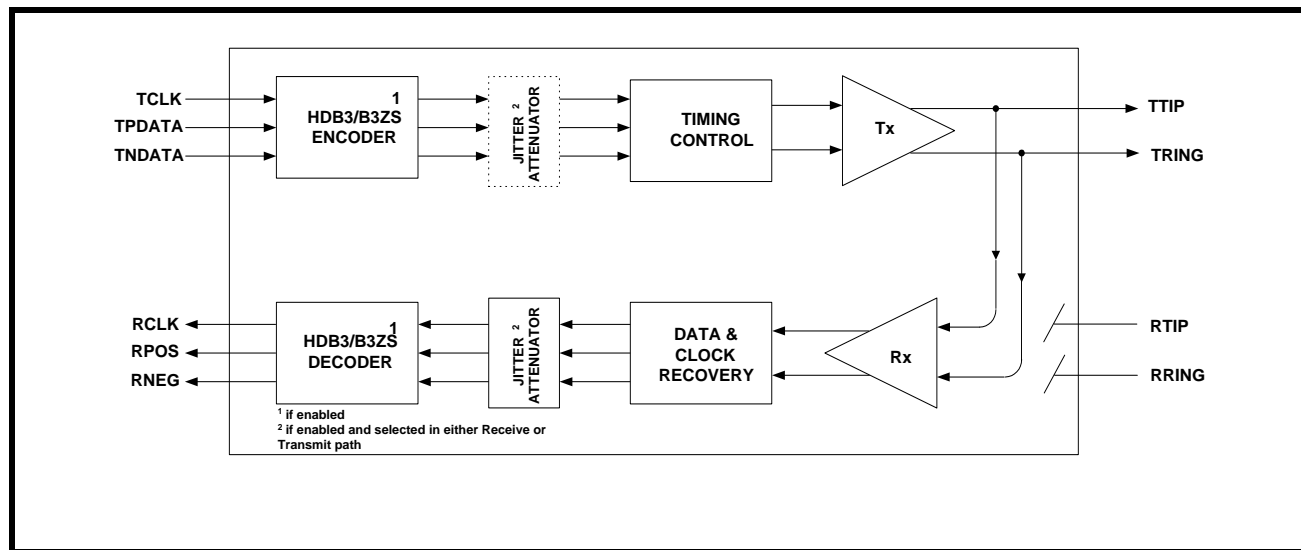 TCLK
TPDATA
TNDATA
1
HDB3/B3ZS
ENCODER
JITTER 2
ATTENUATOR
TIMING
CONTROL
Tx
TTIP
TRING
RCLK
RPOS
RNEG
1
HDB3/B3ZS
DECODER
JITTER 2
ATTENUATOR
DATA &
CLOCK
RECOVERY
Rx
RTIP
RRING
1 if enabled
2 if enabled and selected in either Receive or
Transmit path